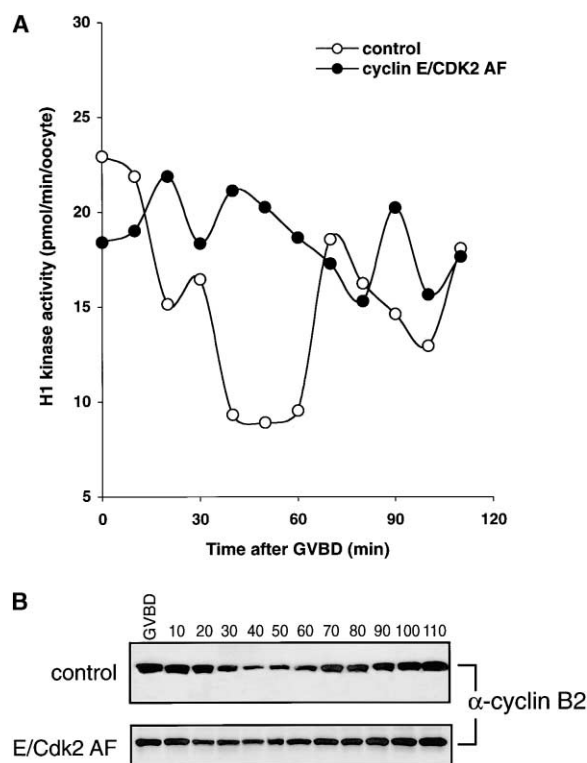 A
control
cyclin E/CDK2 AF
H1 kinase activity (pmol/min/oocyte)
30
25
20
15
10
5
0 30 60 90 120
Time after GVBD (min)
B
GVBD 10 20 30 40 50 60 70 80 90 100 110
control
α-cyclin B2
E/Cdk2 AF